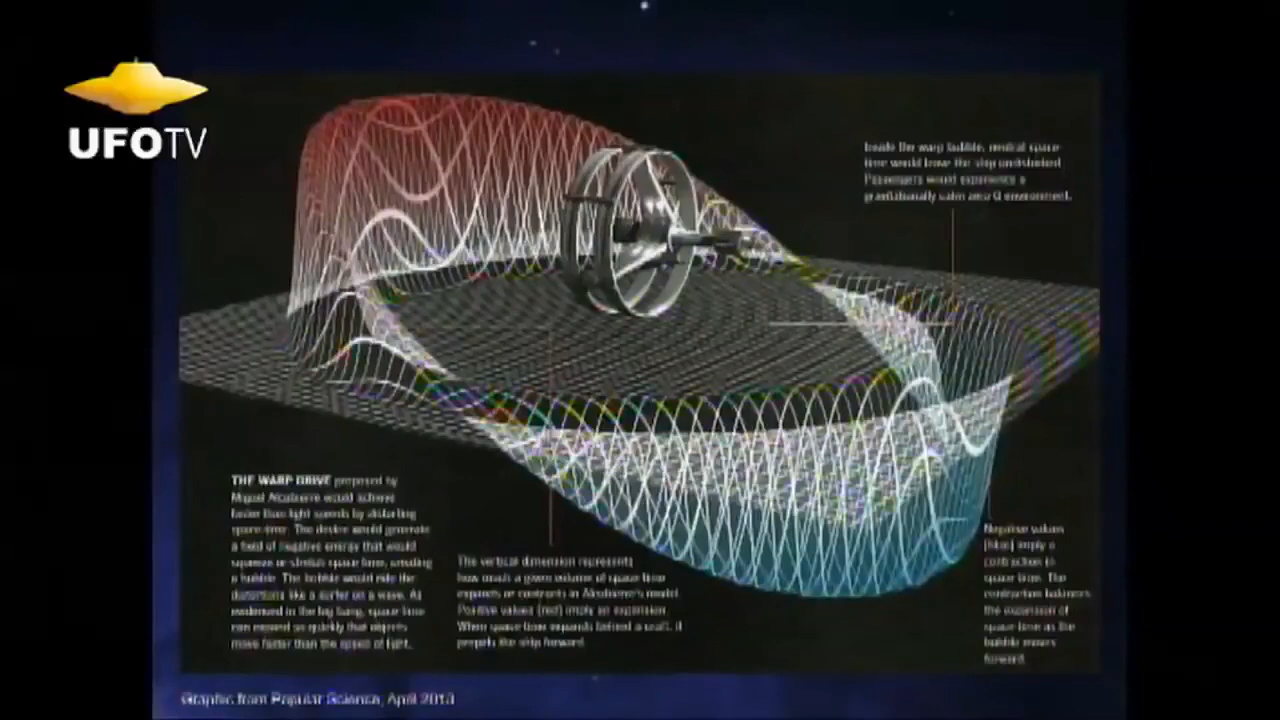 UFOTV
Inside the warp bubble, neutral space-
time would leave the ship undisturbed.
Passengers would experience a
gravitationally calm zero G environment.
THE WARP DRIVE proposed by
Miguel Alcubierre would achieve
faster than light speeds by distorting
space-time. The device would generate
a field of negative energy that would
squeeze or stretch space-time, creating
a bubble. The bubble would ride the
distortions like a surfer on a wave. As
evidenced in the big bang, space-time
can expand so quickly that objects
move faster than the speed of light.
The vertical dimension represents
how much a given volume of space-time
expands or contracts in Alcubierre's model.
Positive values (red) imply an expansion.
When space-time expands behind a craft, it
propels the ship forward.
Negative values
(blue) imply a
contraction in
space-time. The
contraction balances
the expansion of
space-time as the
bubble moves
forward.
Graphic from Popular Science, April 2013